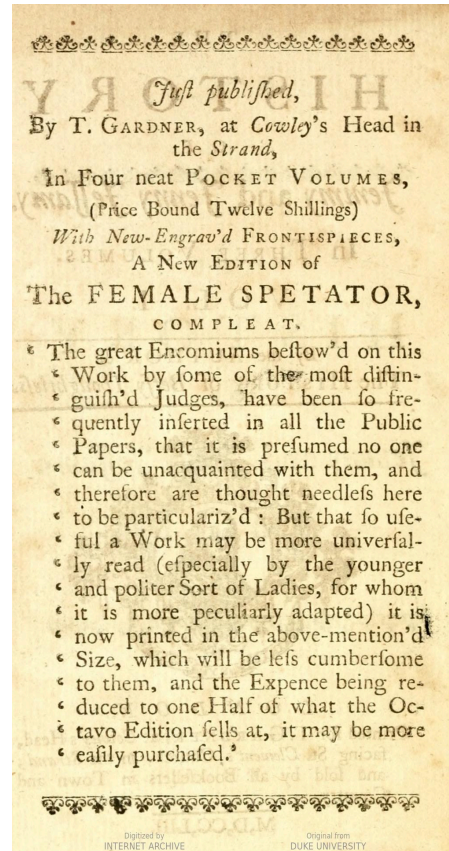 Juſt publiſhed,
By T. GARDNER, at Cowley's Head in
the Strand,
In Four neat POCKET VOLUMES,
(Price Bound Twelve Shillings)
With New-Engrav'd FRONTISPIECES,
A New EDITION of
The FEMALE SPETATOR,
COMPLEAT.
‘ The great Encomiums beſtow'd on this
‘ Work by ſome of the moſt diſtin-
‘ guiſh'd Judges, have been ſo fre-
‘ quently inſerted in all the Public
‘ Papers, that it is preſumed no one
‘ can be unacquainted with them, and
‘ therefore are thought needleſs here
‘ to be particulariz'd : But that ſo uſe-
‘ ful a Work may be more univerſal-
‘ ly read (eſpecially by the younger
‘ and politer Sort of Ladies, for whom
‘ it is more peculiarly adapted) it is
‘ now printed in the above-mention'd
‘ Size, which will be leſs cumberſome
‘ to them, and the Expence being re-
‘ duced to one Half of what the Oc-
‘ tavo Edition ſells at, it may be more
‘ eaſily purchaſed.’
Digitized by
INTERNET ARCHIVE
Original from
DUKE UNIVERSITY